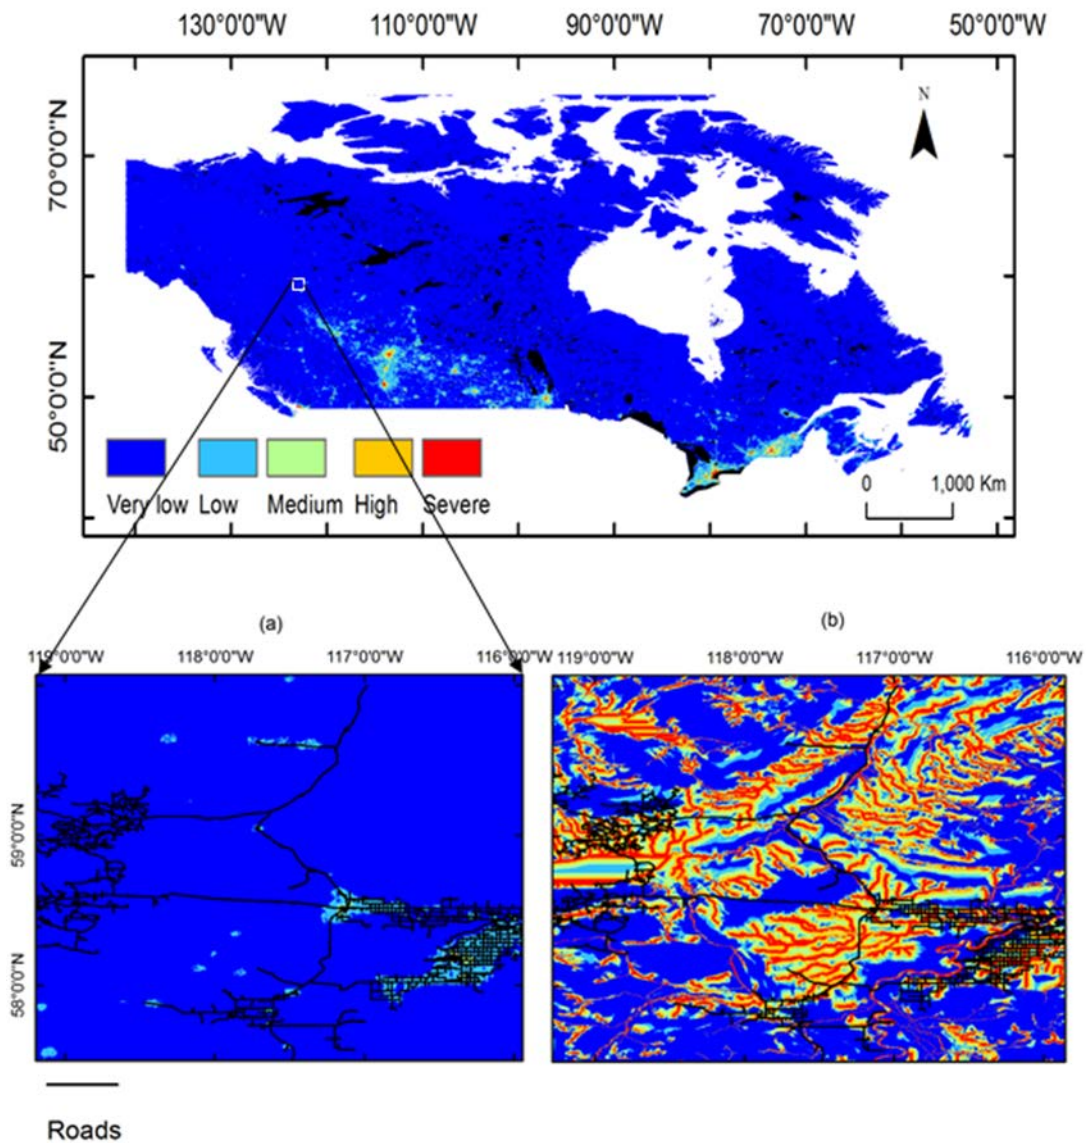 130°0'0"W 110°0'0"W 90°0'0"W 70°0'0"W 50°0'0"W
N
70°0'0"N
50°0'0"N
0 1,000 Km
Very low Low Medium High Severe
(a) (b)
119°0'0"W 118°0'0"W 117°0'0"W 116°0'0"W 119°0'0"W 118°0'0"W 117°0'0"W 116°0'0"W
59°0'0"N
58°0'0"N
Roads